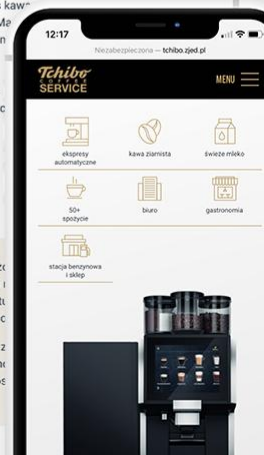 12:17
Niezabezpieczona — tchibo.zjed.pl
Tchibo
COFFEE
SERVICE
MENU
ekspresy
automatyczne
kawa ziarnista
świeże mleko
50+
spożycie
biuro
gastronomia
stacja benzynowa
i sklep